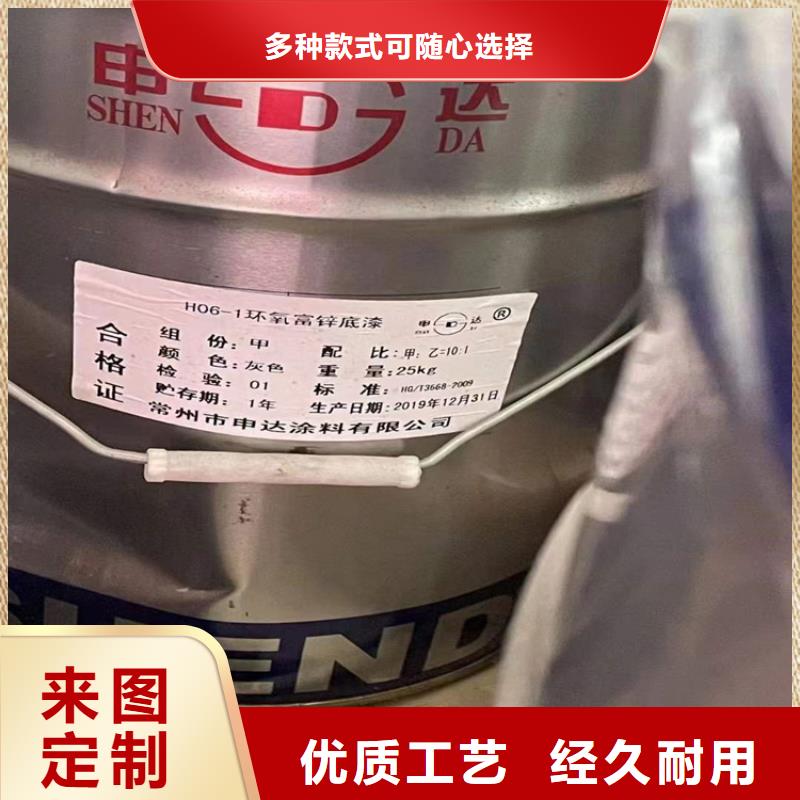 多种款式可随心选择
申 达
SHEN D DA
H06-1环氧富锌底漆
申 达 ®
合格证
组 份:甲 配 比:甲:乙=10:1
颜 色:灰色 重 量:25kg
检 验:01 标 准:HG/T3668-2009
贮存期:1年 生产日期:2019年12月31日
常州市申达涂料有限公司
SHEND
来图
定制
优质工艺 经久耐用